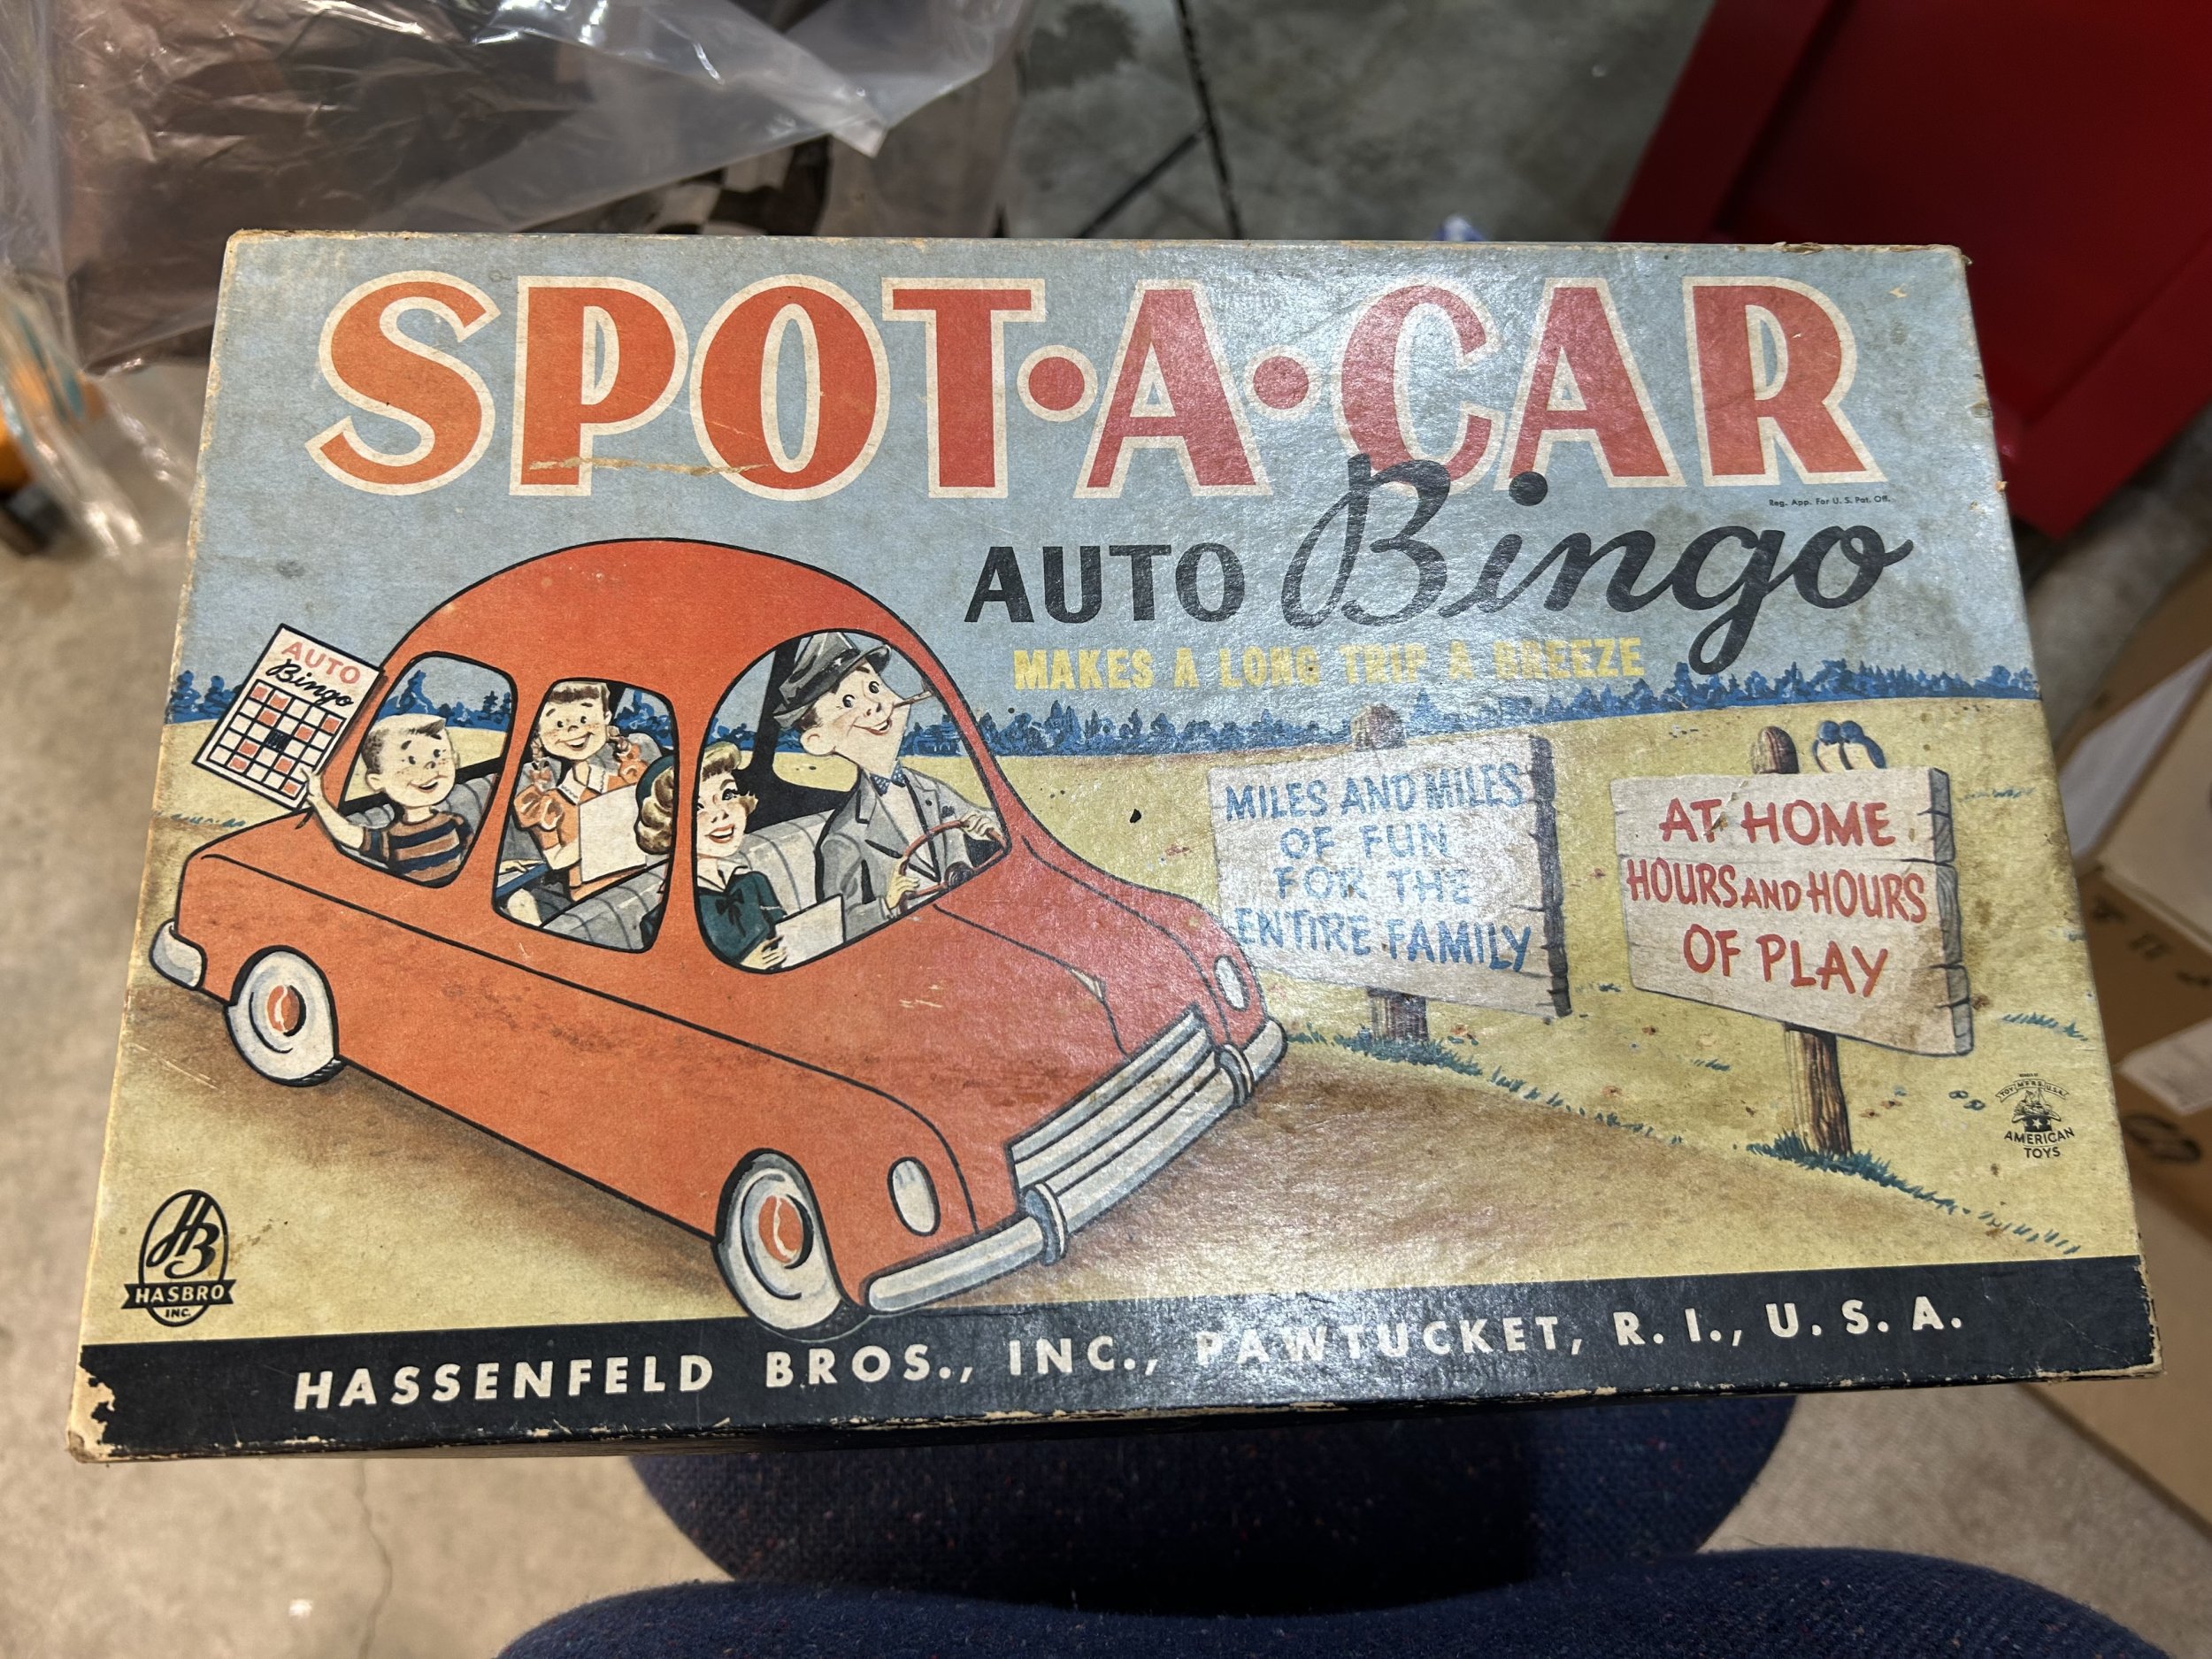 SPOT•A•CAR
Reg. App. For U. S. Pat. Off.
AUTO Bingo
MAKES A LONG TRIP A BREEZE
AUTO
Bingo
MILES AND MILES
OF FUN
FOR THE
ENTIRE FAMILY
AT HOME
HOURS AND HOURS
OF PLAY
AMERICAN
TOYS
HB
HASBRO
INC.
HASSENFELD BROS., INC., PAWTUCKET, R. I., U. S. A.